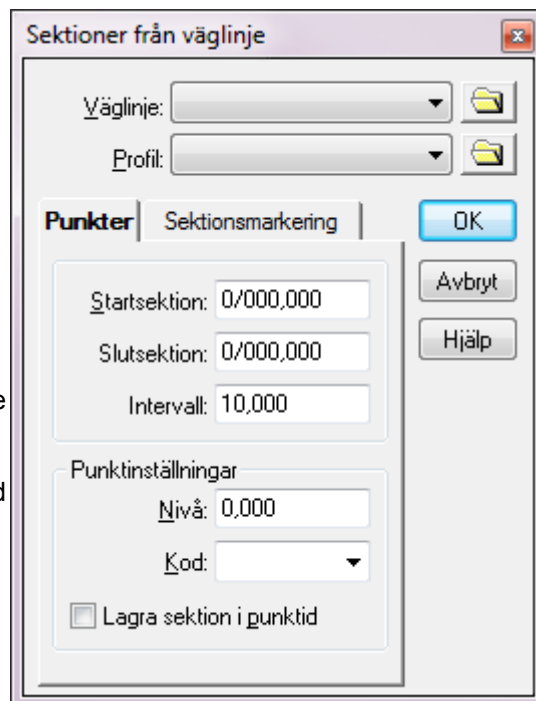 Sektioner från väglinje
Väglinje:
Profil:
Punkter Sektionsmarkering
OK
Avbryt
Hjälp
Startsektion: 0/000,000
Slutsektion: 0/000,000
Intervall: 10,000
Punktinställningar
Nivå: 0,000
Kod:
Lagra sektion i punktid
e
d